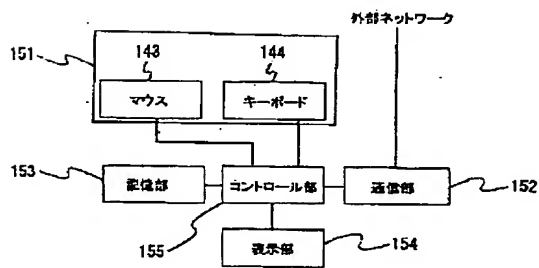 外部ネットワーク
143
144
151
マウス
キーボード
153
記憶部
コントロール部
通信部
152
155
表示部
154